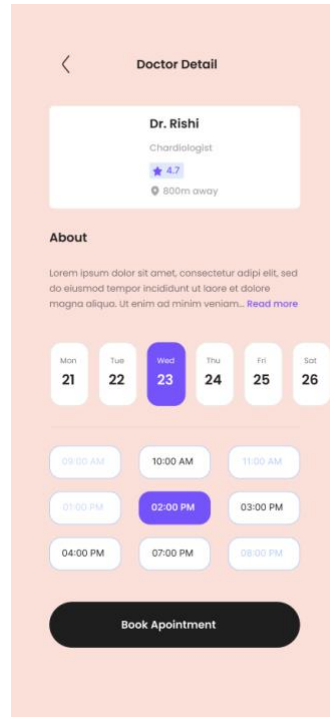 Doctor Detail
Dr. Rishi
Chardiologist
4.7
800m away
About
Lorem ipsum dolor sit amet, consectetur adipi elit, sed
do eiusmod tempor incididunt ut laore et dolore
magna aliqua. Ut enim ad minim veniam... Read more
Mon Tue Wed Thu Fri Sat
21 22 23 24 25 26
09:00 AM 10:00 AM 11:00 AM
01:00 PM 02:00 PM 03:00 PM
04:00 PM 07:00 PM 08:00 PM
Book Apointment